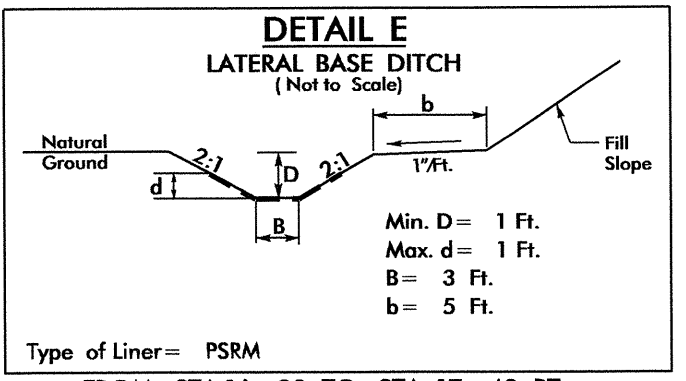 DETAIL E
LATERAL BASE DITCH
(Not to Scale)
b
Natural
Ground
2:1
D
2:1
1"/Ft.
Fill
Slope
d
B
Min. D= 1 Ft.
Max. d= 1 Ft.
B= 3 Ft.
b= 5 Ft.
Type of Liner= PSRM